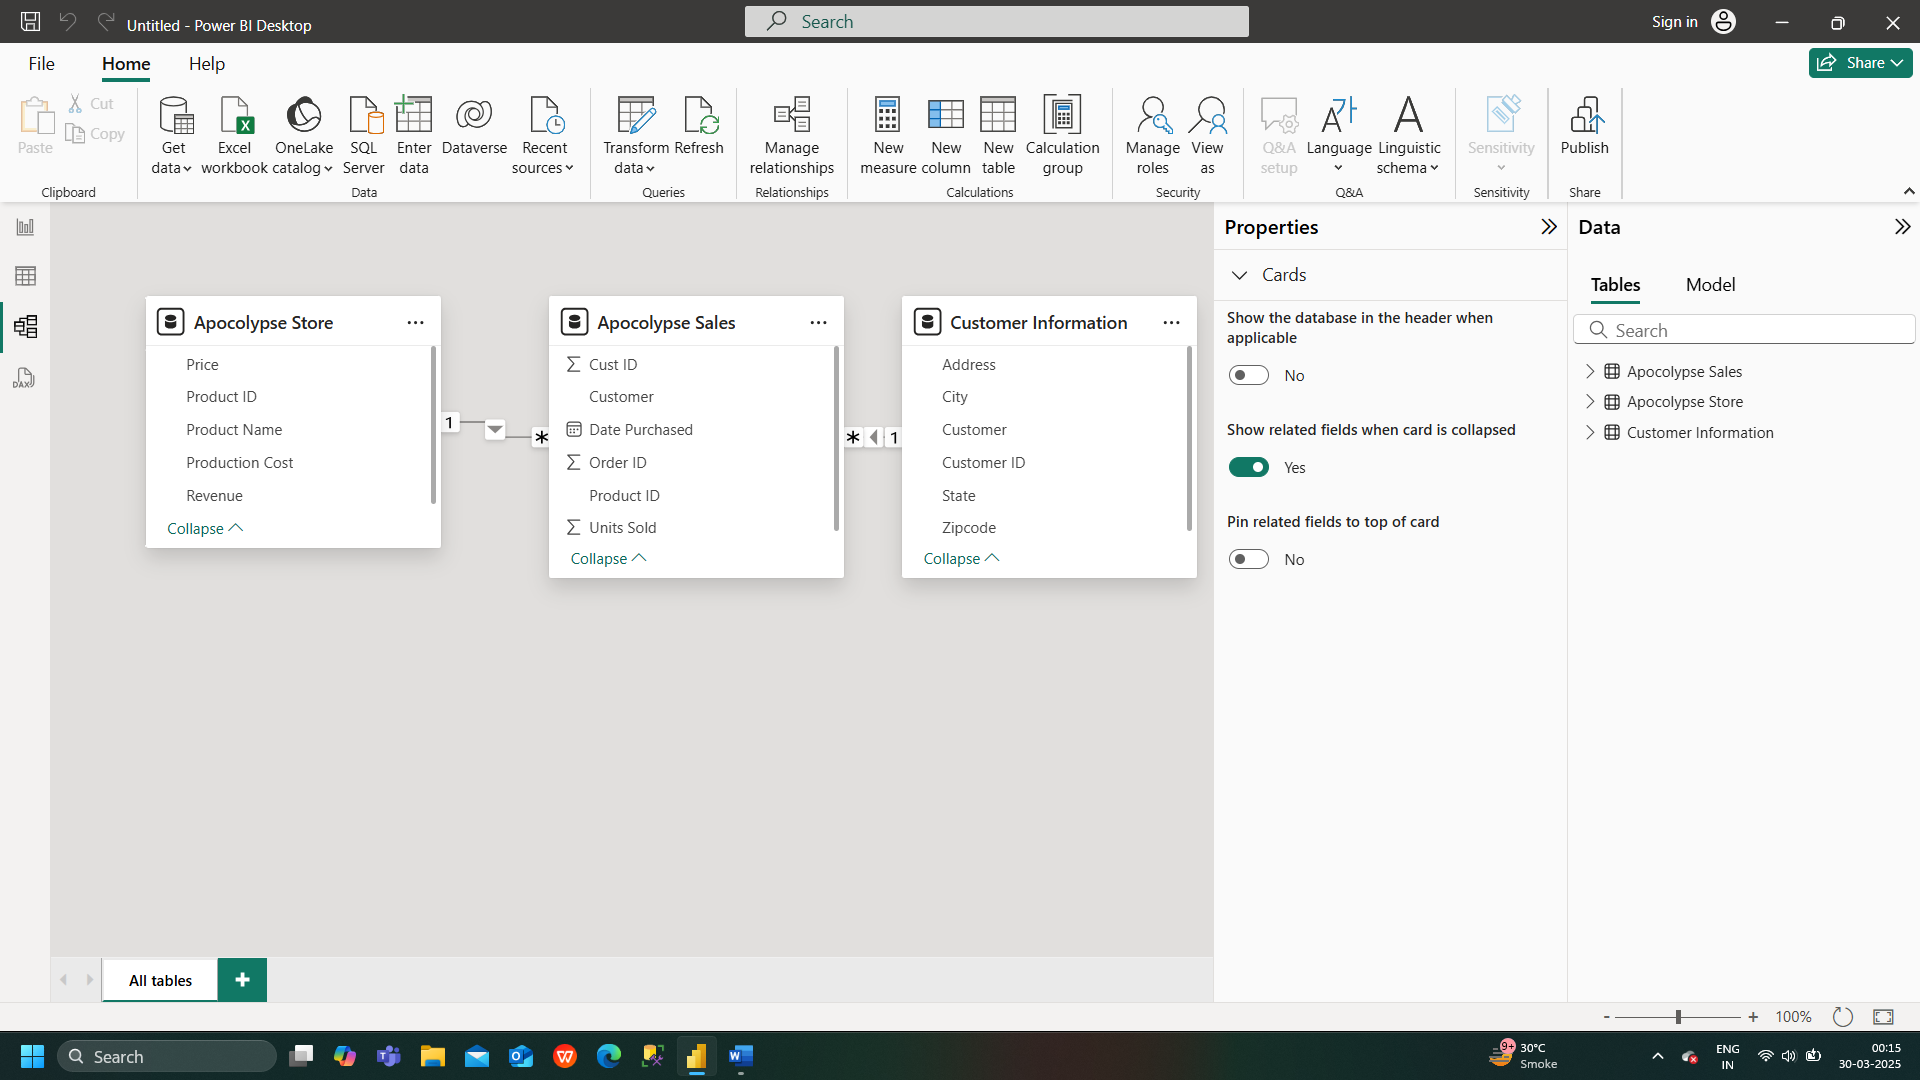 Untitled - Power BI Desktop
Search
Sign in
File Home Help
Share
Paste
Cut
Copy
Clipboard
Get data
Excel workbook
OneLake catalog
SQL Server
Enter data
Dataverse
Recent sources
Data
Transform data
Refresh
Queries
Manage relationships
Relationships
New measure
New column
New table
Calculation group
Calculations
Manage roles
View as
Security
Q&A setup
Language
Linguistic schema
Q&A
Sensitivity
Sensitivity
Publish
Share
DAX
Apocolypse Store
Price
Product ID
Product Name
Production Cost
Revenue
Collapse
1
*
Apocolypse Sales
Σ Cust ID
Customer
Date Purchased
Σ Order ID
Product ID
Σ Units Sold
Collapse
*
1
Customer Information
Address
City
Customer
Customer ID
State
Zipcode
Collapse
Properties
Cards
Show the database in the header when
applicable
No
Show related fields when card is collapsed
Yes
Pin related fields to top of card
No
Data
Tables Model
Search
Apocolypse Sales
Apocolypse Store
Customer Information
All tables
+
- + 100%
Search
9+
30°C
Smoke
ENG
IN
00:15
30-03-2025